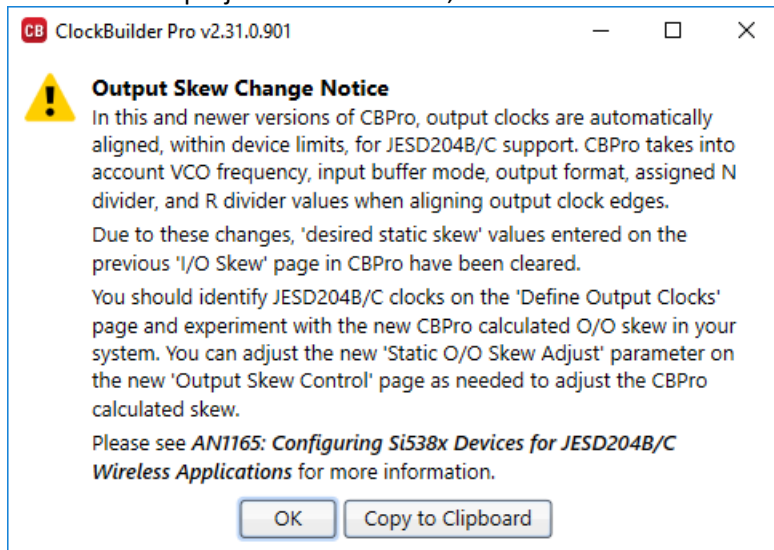 CB ClockBuilder Pro v2.31.0.901
Output Skew Change Notice
In this and newer versions of CBPro, output clocks are automatically
aligned, within device limits, for JESD204B/C support. CBPro takes into
account VCO frequency, input buffer mode, output format, assigned N
divider, and R divider values when aligning output clock edges.
Due to these changes, 'desired static skew' values entered on the
previous 'I/O Skew' page in CBPro have been cleared.
You should identify JESD204B/C clocks on the 'Define Output Clocks'
page and experiment with the new CBPro calculated O/O skew in your
system. You can adjust the new 'Static O/O Skew Adjust' parameter on
the new 'Output Skew Control' page as needed to adjust the CBPro
calculated skew.
Please see AN1165: Configuring Si538x Devices for JESD204B/C
Wireless Applications for more information.
OK Copy to Clipboard